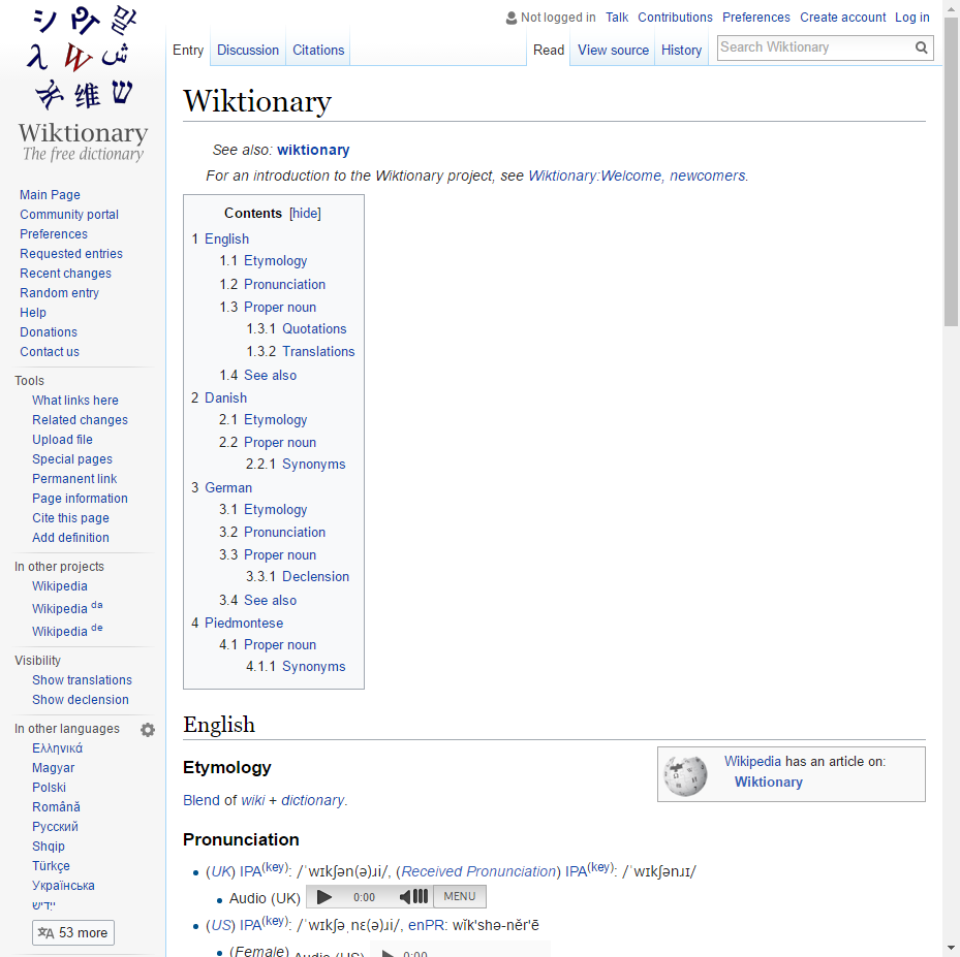 Not logged in Talk Contributions Preferences Create account Log in
Entry Discussion Citations Read View source History Search Wiktionary
シ 말
λ W ش
维 ש
Wiktionary
The free dictionary
Main Page
Community portal
Preferences
Requested entries
Recent changes
Random entry
Help
Donations
Contact us
Tools
What links here
Related changes
Upload file
Special pages
Permanent link
Page information
Cite this page
Add definition
In other projects
Wikipedia
Wikipedia da
Wikipedia de
Visibility
Show translations
Show declension
In other languages
Ελληνικά
Magyar
Polski
Română
Русский
Shqip
Türkçe
Українська
ייִדיש
53 more
Wiktionary
See also: wiktionary
For an introduction to the Wiktionary project, see Wiktionary:Welcome, newcomers.
Contents [hide]
1 English
1.1 Etymology
1.2 Pronunciation
1.3 Proper noun
1.3.1 Quotations
1.3.2 Translations
1.4 See also
2 Danish
2.1 Etymology
2.2 Proper noun
2.2.1 Synonyms
3 German
3.1 Etymology
3.2 Pronunciation
3.3 Proper noun
3.3.1 Declension
3.4 See also
4 Piedmontese
4.1 Proper noun
4.1.1 Synonyms
English
Wikipedia has an article on:
Wiktionary
Etymology
Blend of wiki + dictionary.
Pronunciation
(UK) IPA(key): /ˈwɪkʃən(ə)ɹi/, (Received Pronunciation) IPA(key): /ˈwɪkʃənɹɪ/
Audio (UK) 0:00 MENU
(US) IPA(key): /ˈwɪkʃəˌnɛ(ə)ɹi/, enPR: wĭk'shə-nĕr'ē
(Female) Audio (US) 0:00